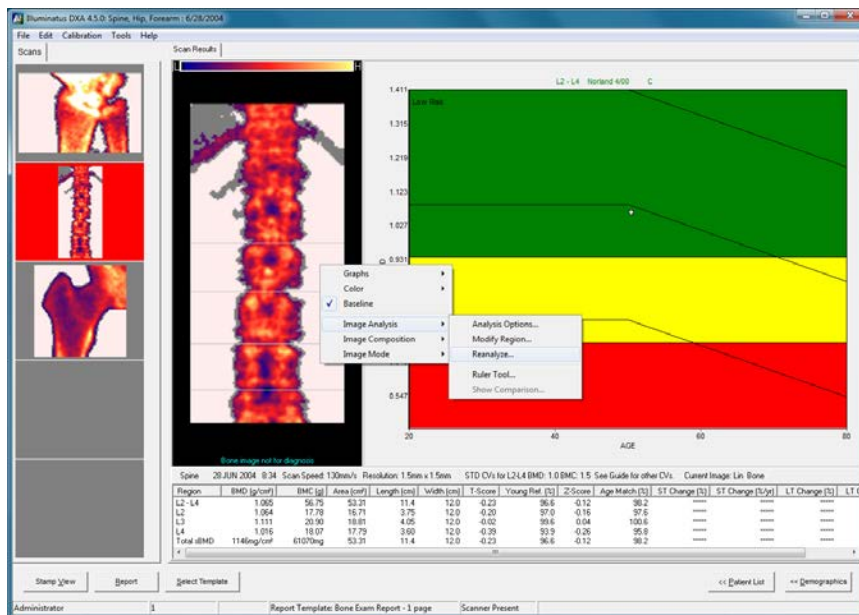 Illuminatus DXA 4.5.0: Spine, Hip, Forearm : 6/28/2004
File Edit Calibration Tools Help
Scans
Scan Results
L H
L2 - L4 Norland 4/00 C
1.411
Low Risk
1.315
1.219
1.123
1.027
0.931
0.547
20 40 60 80
AGE
Graphs
Color
Baseline
Image Analysis
Image Composition
Image Mode
Analysis Options...
Modify Region...
Reanalyze...
Ruler Tool...
Show Comparison...
Bone image not for diagnosis
Spine 28 JUN 2004 8:34 Scan Speed: 130mm/s Resolution: 1.5mm x 1.5mm STD CVs for L2-L4 BMD: 1.0 BMC: 1.5 See Guide for other CVs. Current Image: Lin Bone
Region BMD (g/cm²) BMC (g) Area (cm²) Length (cm) Width (cm) T-Score Young Ref. (%) Z-Score Age Match (%) ST Change (%) ST Change (%/yr) LT Change (%) LT C
L2 - L4 1.065 56.75 53.31 11.4 12.0 -0.23 96.6 -0.12 98.2 ***** ***** *****
L2 1.064 17.78 16.71 3.75 12.0 -0.20 97.0 -0.16 97.6 ***** ***** *****
L3 1.111 20.90 18.81 4.05 12.0 -0.02 99.6 0.04 100.6 ***** ***** *****
L4 1.016 18.07 17.79 3.60 12.0 -0.39 93.9 -0.26 95.8 ***** ***** *****
Total sBMD 1146mg/cm² 61070mg 53.31 11.4 12.0 -0.23 96.6 -0.12 98.2 ***** ***** *****
Stamp View Report Select Template << Patient List << Demographics
Administrator 1 Report Template: Bone Exam Report - 1 page Scanner Present